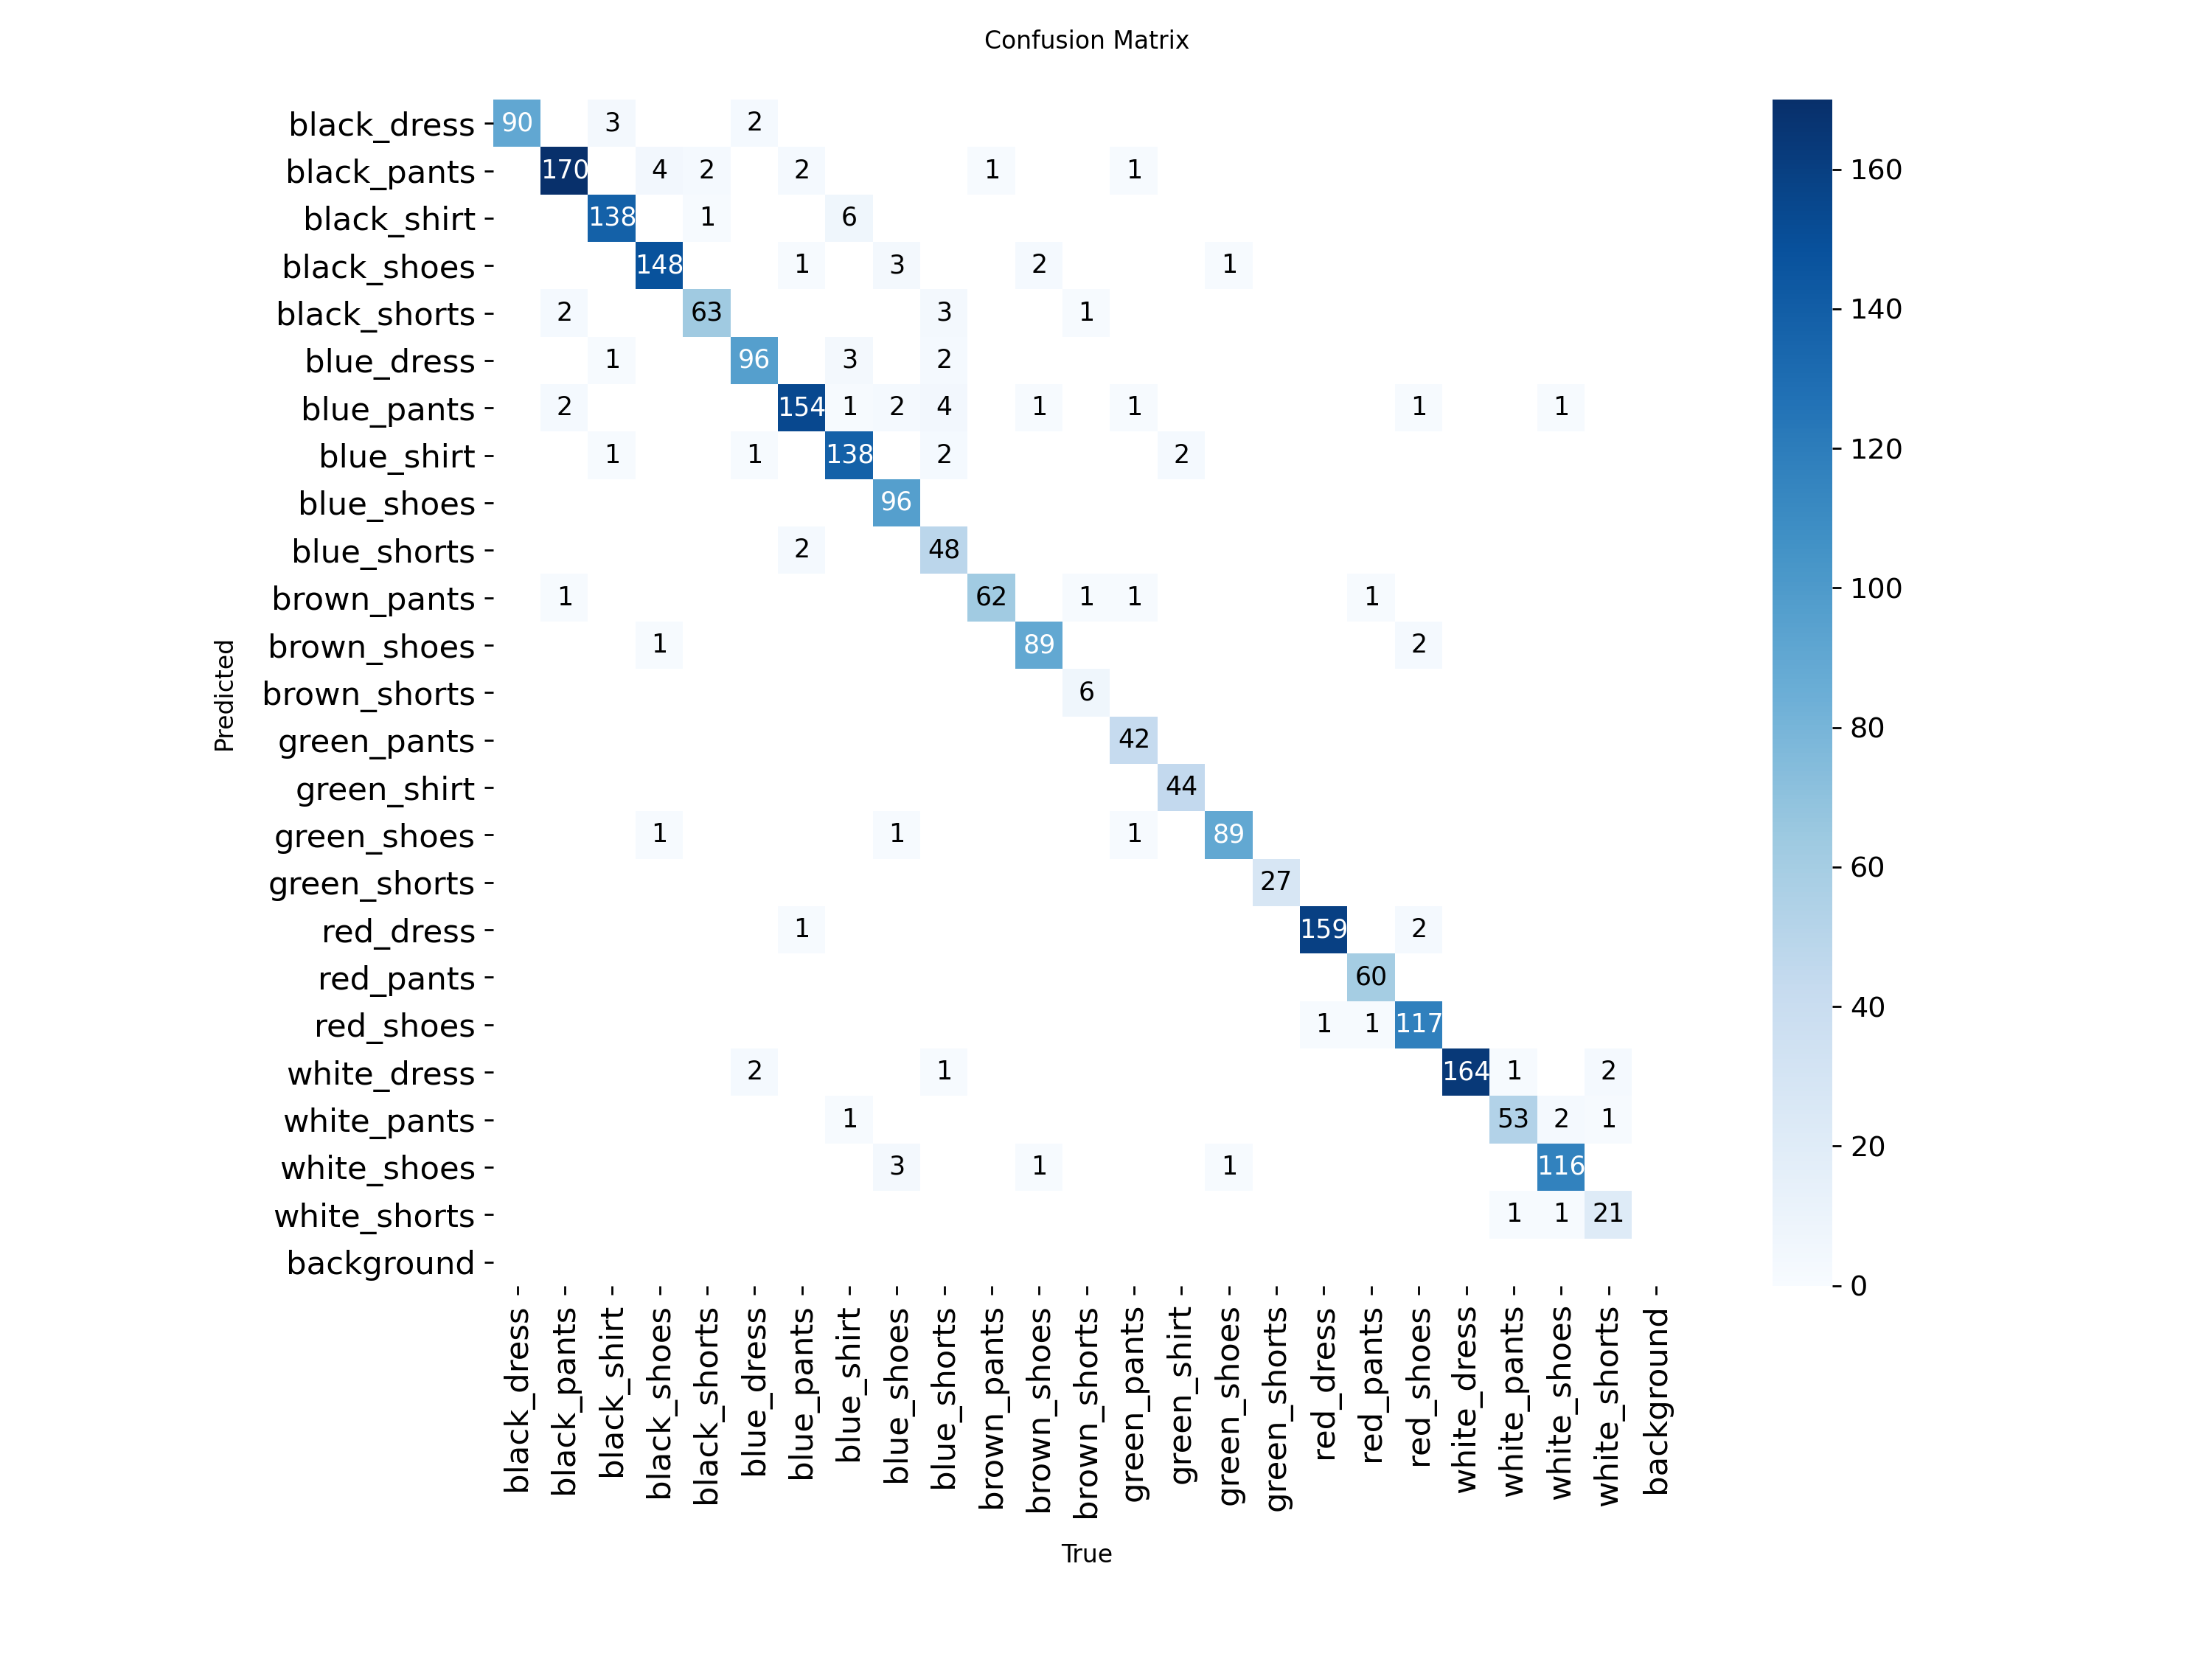 Confusion Matrix
black_dress 90 3 2
black_pants 170 4 2 2 1 1
160
black_shirt 138 1 6
black_shoes 148 1 3 2 1
140
black_shorts 2 63 3 1
blue_dress 1 96 3 2
blue_pants 2 154 1 2 4 1 1 1 1
120
blue_shirt 1 1 138 2 2
blue_shoes 96
blue_shorts 2 48
100
brown_pants 1 62 1 1 1
brown_shoes 1 89 2
Predicted
brown_shorts 6
80
green_pants 42
green_shirt 44
green_shoes 1 1 1 89
60
green_shorts 27
red_dress 1 159 2
red_pants 60
40
red_shoes 1 1 117
white_dress 2 1 164 1 2
white_pants 1 53 2 1
20
white_shoes 3 1 1 116
white_shorts 1 1 21
background
0
black_dress
black_pants
black_shirt
black_shoes
black_shorts
blue_dress
blue_pants
blue_shirt
blue_shoes
blue_shorts
brown_pants
brown_shoes
brown_shorts
green_pants
green_shirt
green_shoes
green_shorts
red_dress
red_pants
red_shoes
white_dress
white_pants
white_shoes
white_shorts
background
True